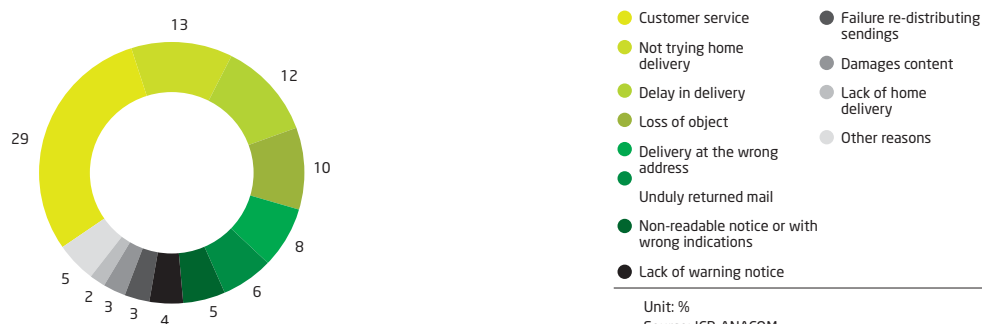 13
12
29
10
8
5
6
2
3
3
4
5
Customer service
Not trying home
delivery
Delay in delivery
Loss of object
Delivery at the wrong
address
Unduly returned mail
Non-readable notice or with
wrong indications
Lack of warning notice
Failure re-distributing
sendings
Damages content
Lack of home
delivery
Other reasons
Unit: %